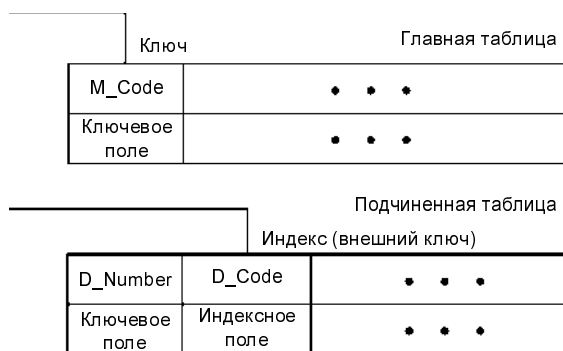 Ключ
Главная таблица
M_Code
Ключевое
поле
Подчиненная таблица
Индекс (внешний ключ)
D_Number
D_Code
Ключевое
поле
Индексное
поле